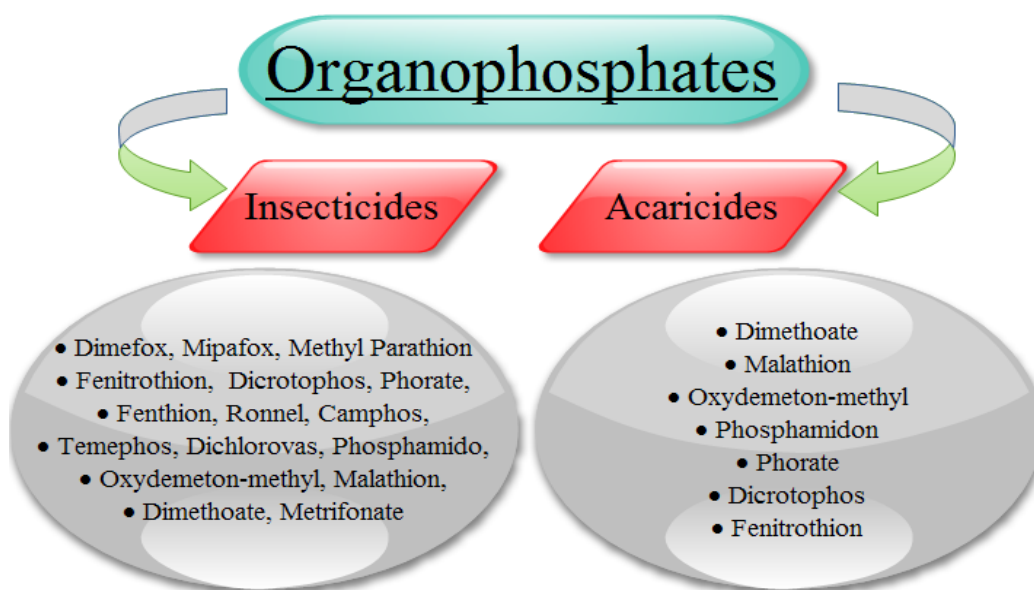 Organophosphates
Insecticides
Acaricides
● Dimefox, Mipafox, Methyl Parathion
● Fenitrothion,  Dicrotophos, Phorate,
● Fenthion, Ronnel, Camphos,
● Temephos, Dichlorovas, Phosphamido,
● Oxydemeton-methyl, Malathion,
● Dimethoate, Metrifonate
● Dimethoate
● Malathion
● Oxydemeton-methyl
● Phosphamidon
● Phorate
● Dicrotophos
● Fenitrothion